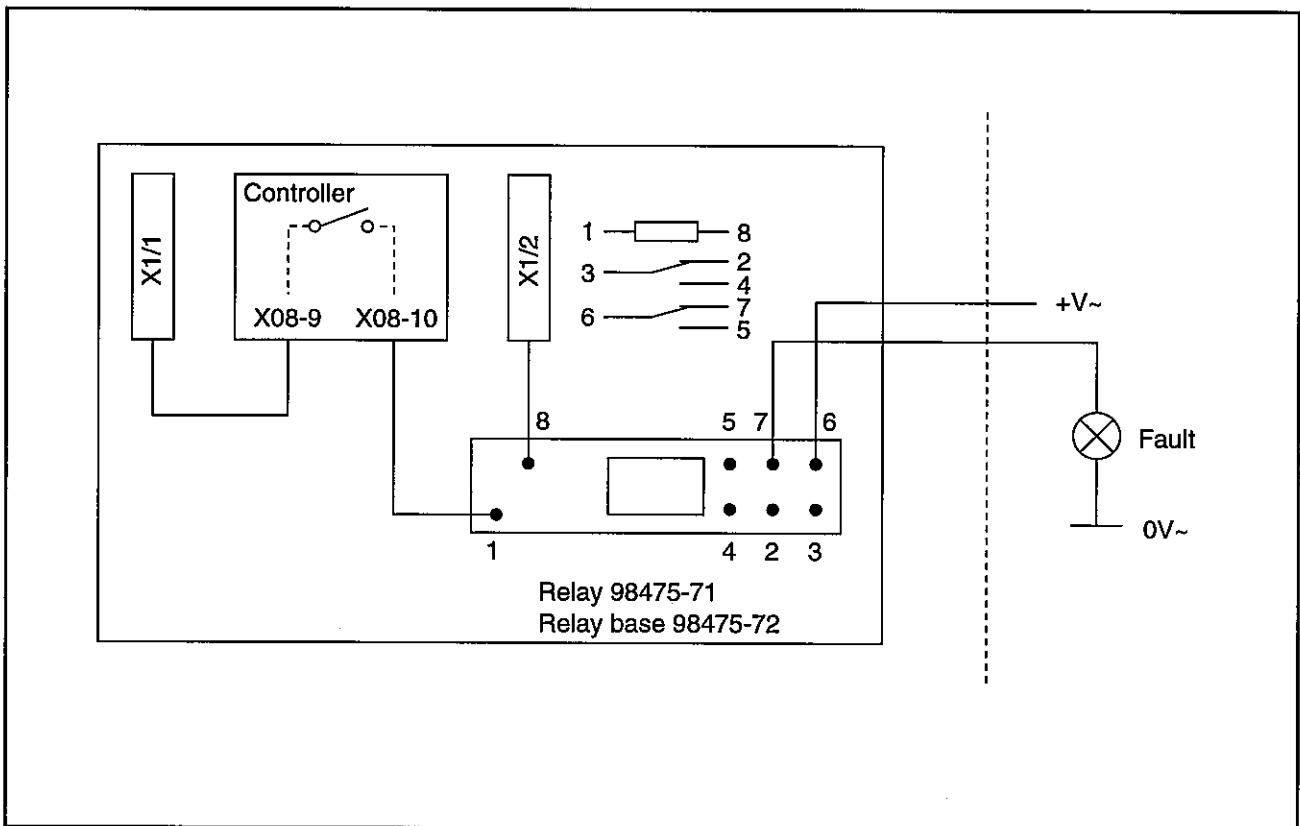 Controller
X1/1
X08-9 X08-10
X1/2
1 8
3 2
4
6 7
5
+V~
8 5 7 6
Fault
1 4 2 3
0V~
Relay 98475-71
Relay base 98475-72